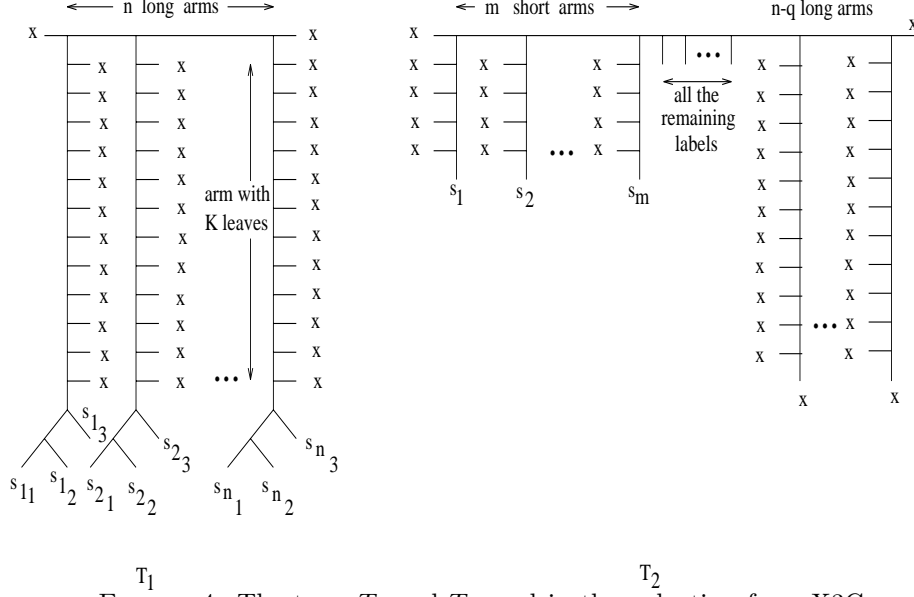 n long arms
m short arms
n-q long arms
x x x
x x x x x x x x
x x x x x x x x
x x x x x x x x
x x x x x x x x
x x x x x
x x x x x
x x x x x
x x x x x
x x x x x
x x x x x
x x x x x
x x x
x x
arm with
K leaves
all the
remaining
labels
s1 s2 sm
s13 s23 sn3
s11 s12 s21 s22 sn1 sn2
T1 T2